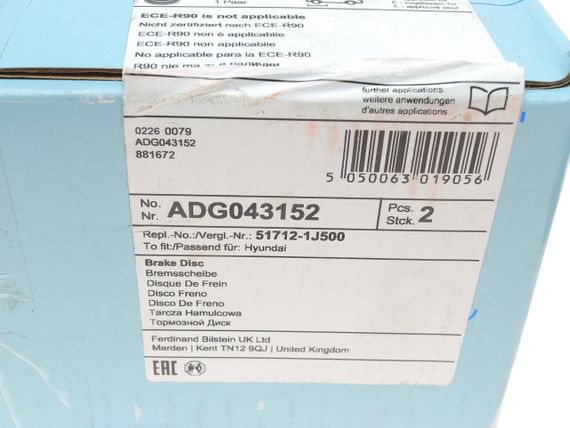 1 Paar
ECE-R90 is not applicable
Nicht zertifiziert nach ECE-R90
ECE-R90 non è applicabile
ECE-R90 non applicable
No applicable para la ECE-R90
R90 наличии
further applications
weitere anwendungen
d'autres applications
0226 0079
ADG043152
881672
5 050063 019056
No.
Nr. ADG043152
Pcs.
Stck. 2
Repl.-No.:/Vergl.-Nr.: 51712-1J500
To fit:/Passend für: Hyundai
Brake Disc
Bremsscheibe
Disque De Frein
Disco Freno
Disco De Freno
Tarcza Hamulcowa
Тормозной Диск
Ferdinand Bilstein UK Ltd
Marden | Kent TN12 9QJ | United Kingdom
EAC